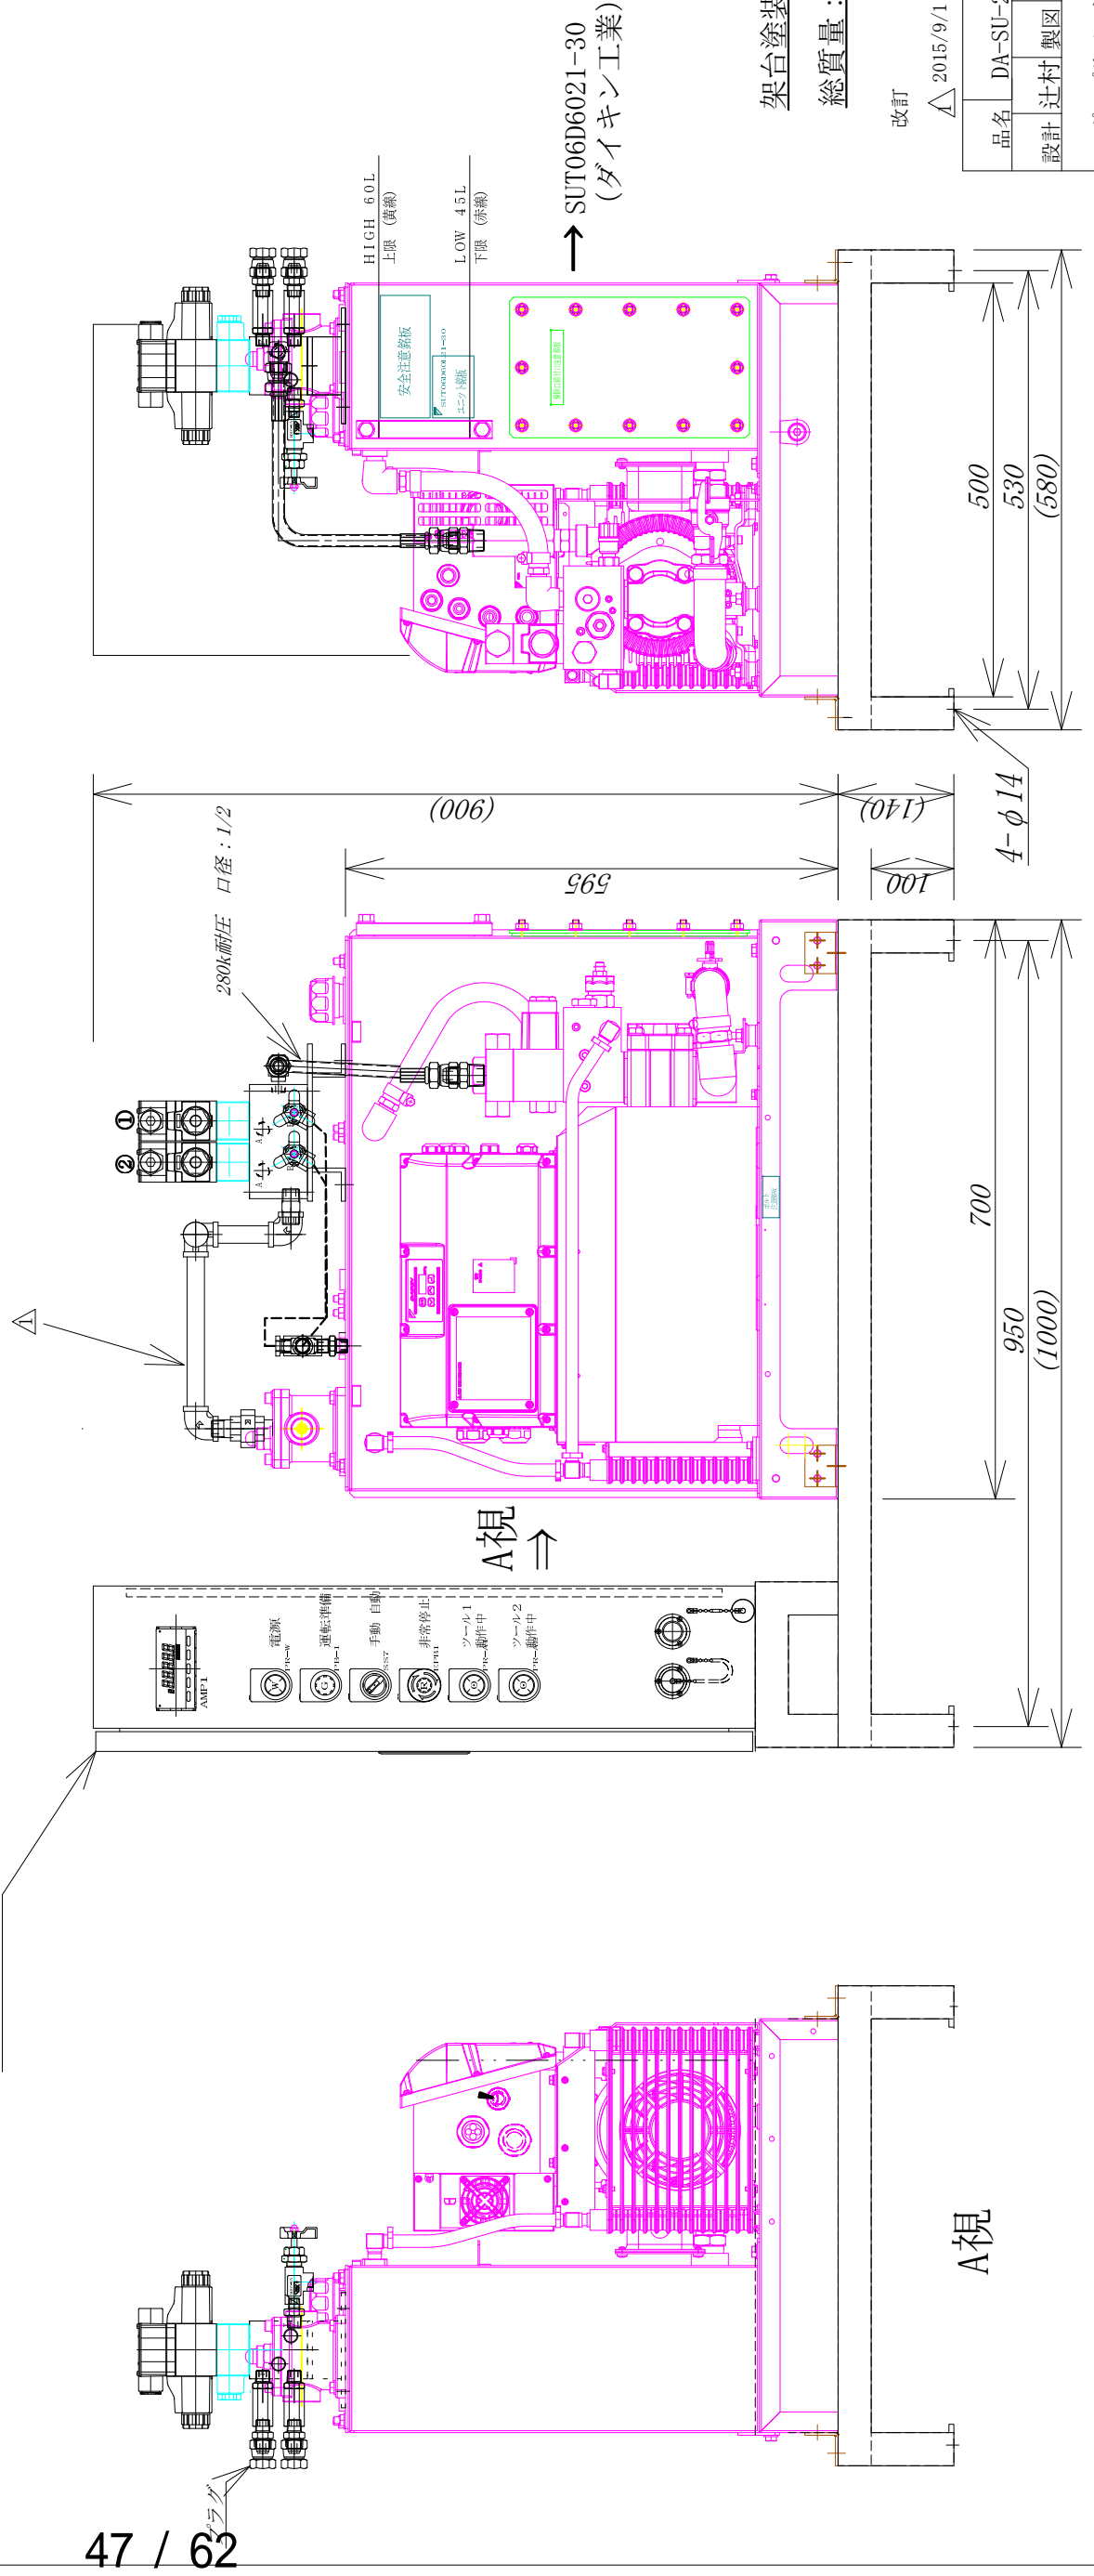 47 / 62
プラグ
A視
AMP1
電源
PR-W
運転準備
手動 自動
SS7
非常停止
ツール1
動作中
ツール2
動作中
A視
①
②
280k耐圧 口径：1/2
(900)
595
(140)
100
700
950
(1000)
4-φ14
HIGH 60L
上限 (黄線)
LOW 45L
下限 (赤線)
安全注意銘板
ユニット銘板
SUT06D6021-30
(ダイキン工業)
500
530
(580)
架台塗装
総質量：
改訂
1 2015/9/1
品名 DA-SU-2
設計 辻村 製図